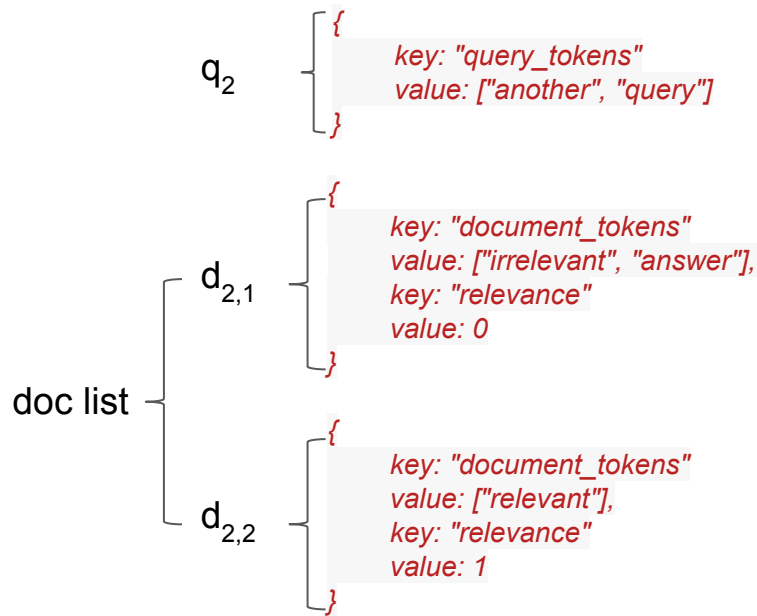 q2
{
key: "query_tokens"
value: ["another", "query"]
}
doc list
d2,1
{
key: "document_tokens"
value: ["irrelevant", "answer"],
key: "relevance"
value: 0
}
d2,2
{
key: "document_tokens"
value: ["relevant"],
key: "relevance"
value: 1
}